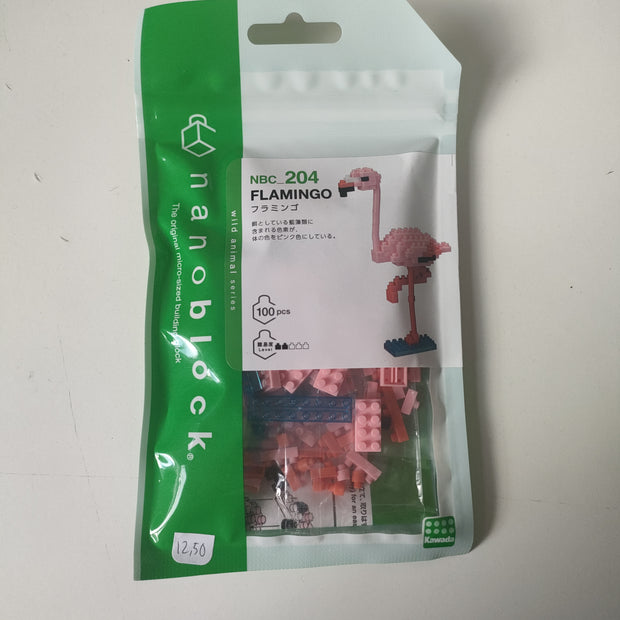 nanoblock®
The original micro-sized building block
wild animal series
NBC_204
FLAMINGO
フラミンゴ
餌としている藍藻類に
含まれる色素が、
体の色をピンク色にしている。
100 pcs
難易度
Level
for an
Kawada
12,50